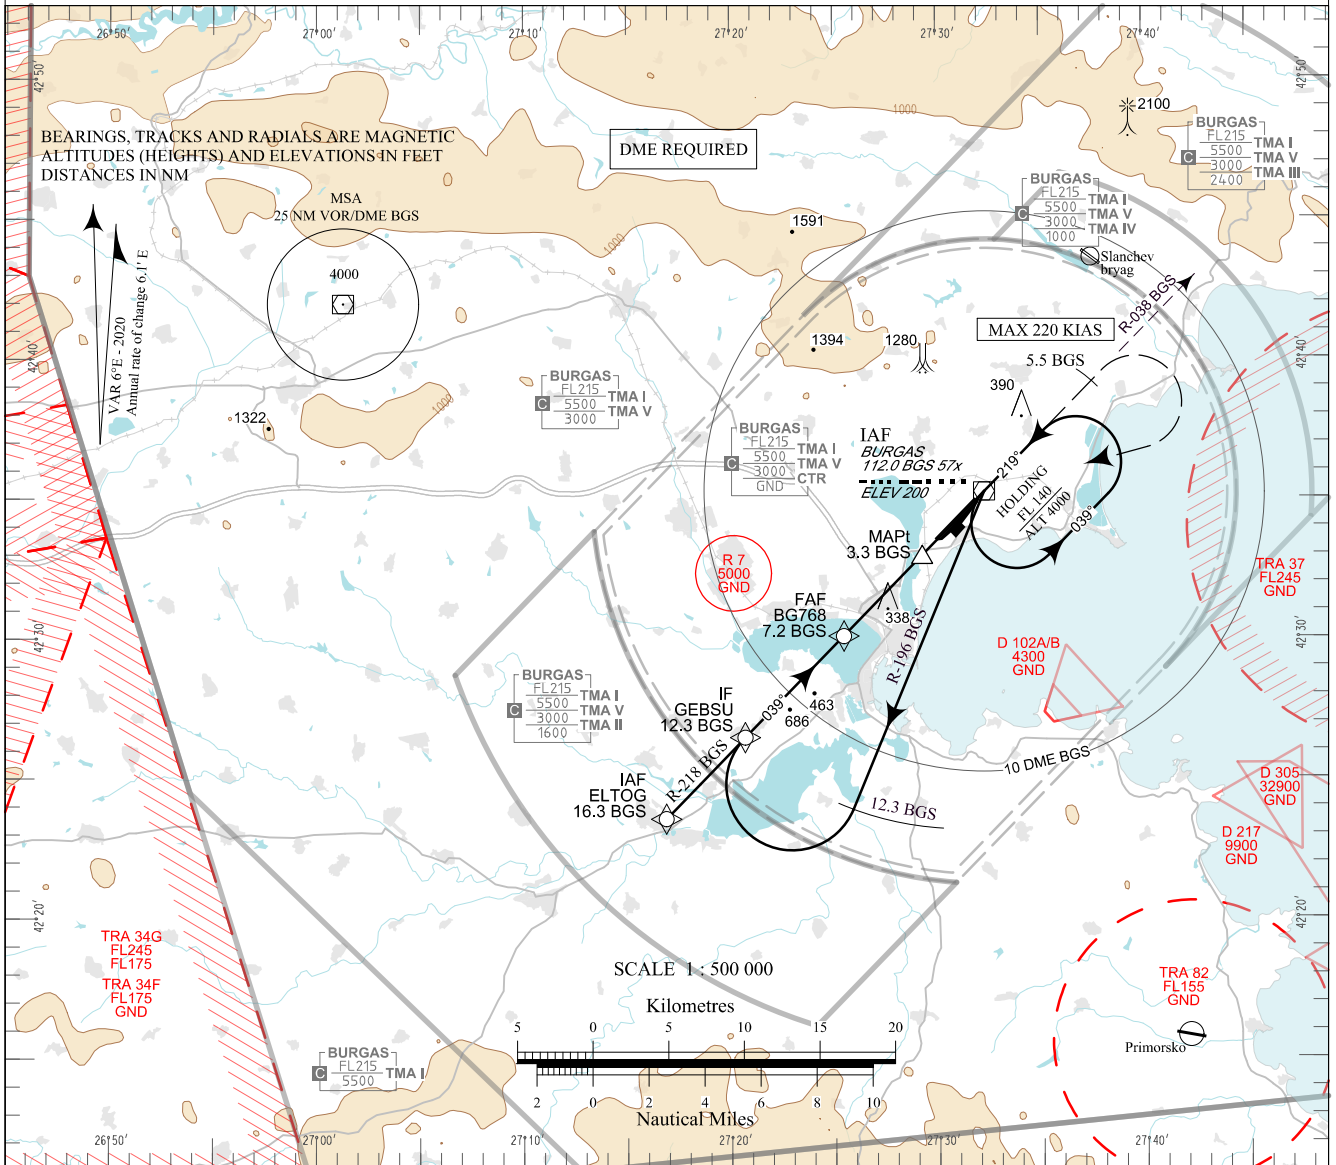 26°50'
27°00'
27°10'
27°20'
27°30'
27°40'
42°50'
42°50'
BEARINGS, TRACKS AND RADIALS ARE MAGNETIC
ALTITUDES (HEIGHTS) AND ELEVATIONS IN FEET
DISTANCES IN NM
DME REQUIRED
1000
2100
BURGAS
FL215
5500
3000
2400
C
TMA I
TMA V
TMA III
MSA
25 NM VOR/DME BGS
4000
VAR 6°E - 2020
Annual rate of change 6.1' E
1591
1000
BURGAS
FL215
5500
3000
1000
C
TMA I
TMA V
TMA IV
Slanchev
bryag
R-038 BGS
MAX 220 KIAS
5.5 BGS
42°40'
42°40'
1394
1280
390
BURGAS
FL215
5500
3000
C
TMA I
TMA V
1000
1322
BURGAS
FL215
5500
3000
GND
C
TMA I
TMA V
CTR
IAF
BURGAS
112.0 BGS 57x
ELEV 200
219°
HOLDING
FL 140
ALT 4000
039°
MAPt
3.3 BGS
R 7
5000
GND
TRA 37
FL245
GND
FAF
BG768
7.2 BGS
338
R-196 BGS
42°30'
42°30'
D 102A/B
4300
GND
BURGAS
FL215
5500
3000
1600
C
TMA I
TMA V
TMA II
IF
GEBSU
12.3 BGS
039°
463
686
R-218 BGS
10 DME BGS
IAF
ELTOG
16.3 BGS
12.3 BGS
D 305
32900
GND
D 217
9900
GND
42°20'
42°20'
TRA 34G
FL245
FL175
TRA 34F
FL175
GND
SCALE 1 : 500 000
Kilometres
5 0 5 10 15 20
2 0 2 4 6 8 10
Nautical Miles
TRA 82
FL155
GND
Primorsko
BURGAS
FL215
5500
C
TMA I
26°50'
27°00'
27°10'
27°20'
27°30'
27°40'